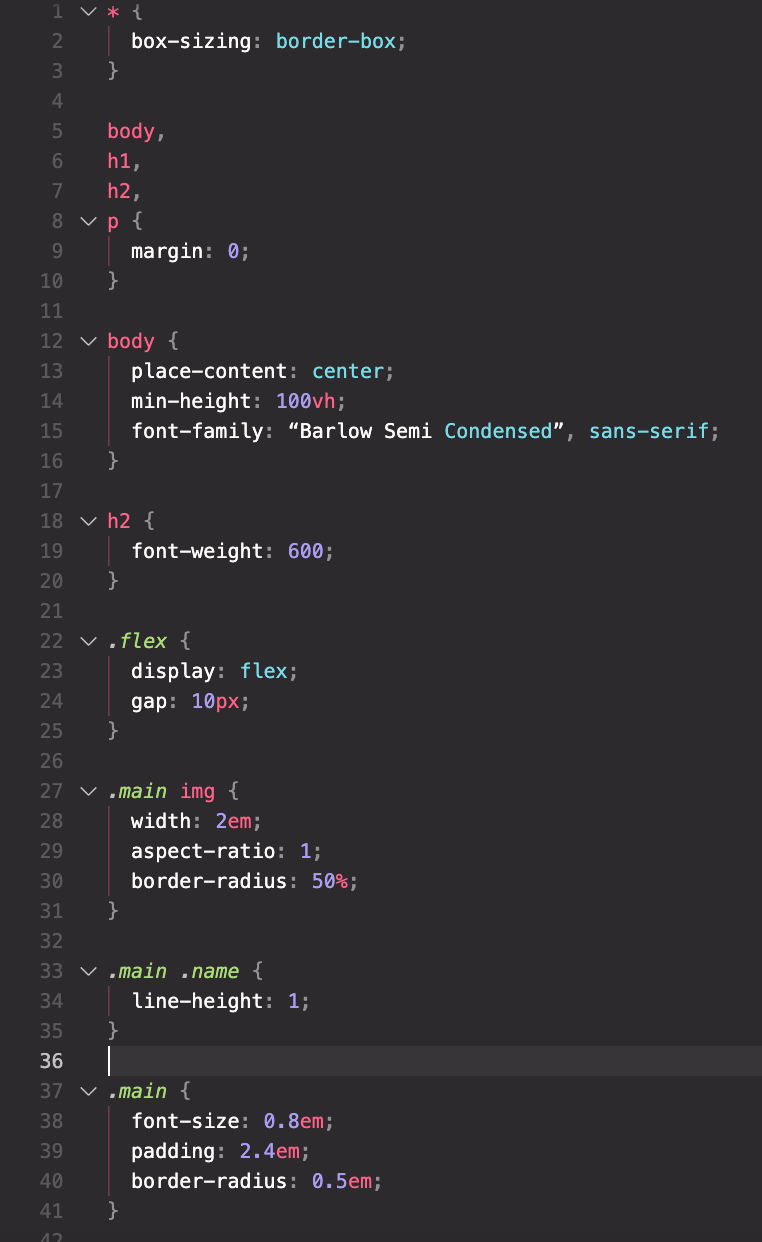 1 * {
2 box-sizing: border-box;
3 }
4
5 body,
6 h1,
7 h2,
8 p {
9 margin: 0;
10 }
11
12 body {
13 place-content: center;
14 min-height: 100vh;
15 font-family: “Barlow Semi Condensed”, sans-serif;
16 }
17
18 h2 {
19 font-weight: 600;
20 }
21
22 .flex {
23 display: flex;
24 gap: 10px;
25 }
26
27 .main img {
28 width: 2em;
29 aspect-ratio: 1;
30 border-radius: 50%;
31 }
32
33 .main .name {
34 line-height: 1;
35 }
36
37 .main {
38 font-size: 0.8em;
39 padding: 2.4em;
40 border-radius: 0.5em;
41 }
42